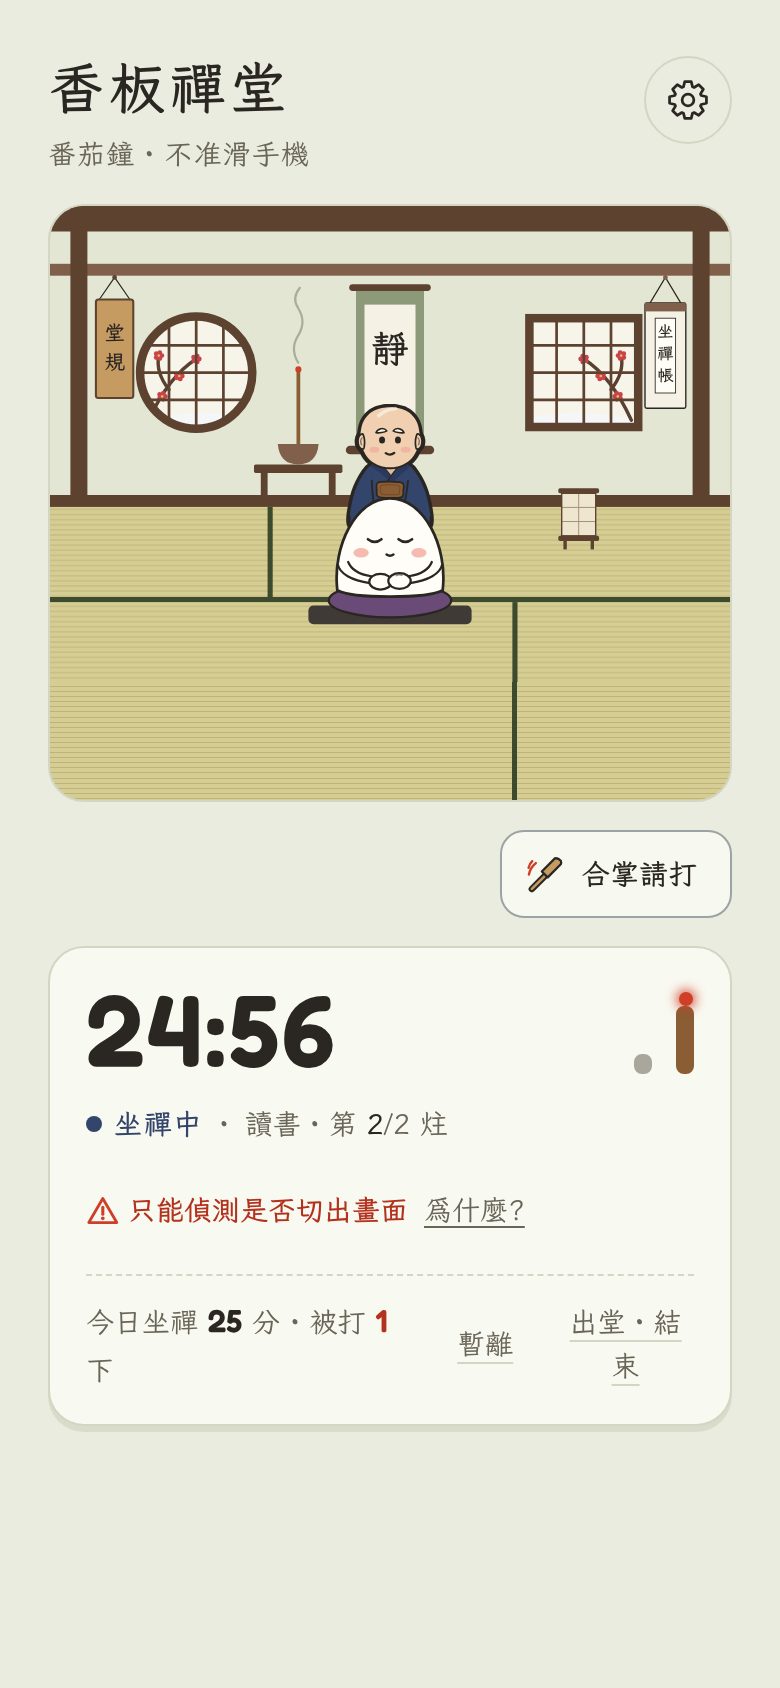 香板禪堂
番茄鐘・不准滑手機
堂規
靜
坐禪帳
合掌請打
24:56
坐禪中・讀書・第 2/2 炷
只能偵測是否切出畫面 爲什麼?
今日坐禪 25 分・被打 1
下
暫離
出堂・結
束